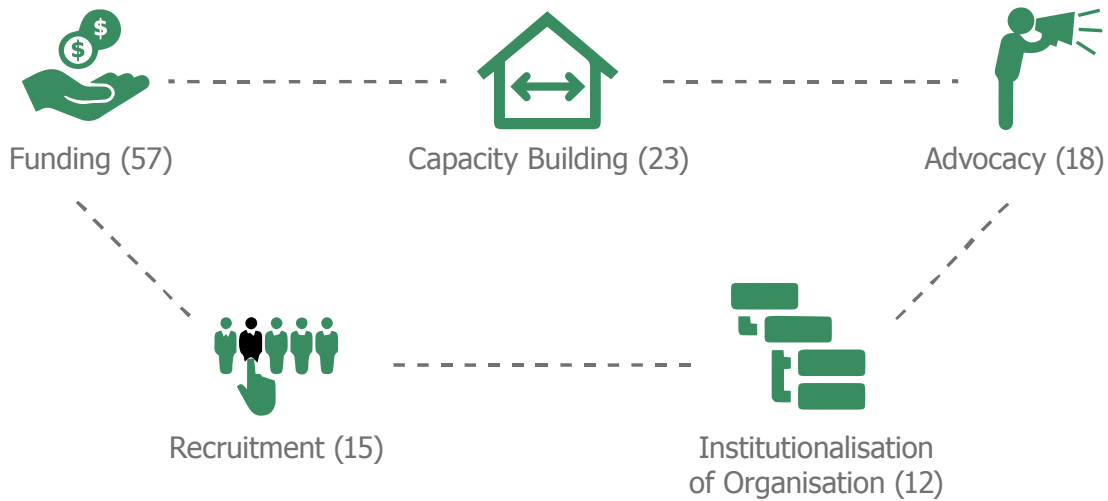 $
$
Funding (57)
Capacity Building (23)
Advocacy (18)
Recruitment (15)
Institutionalisation
of Organisation (12)